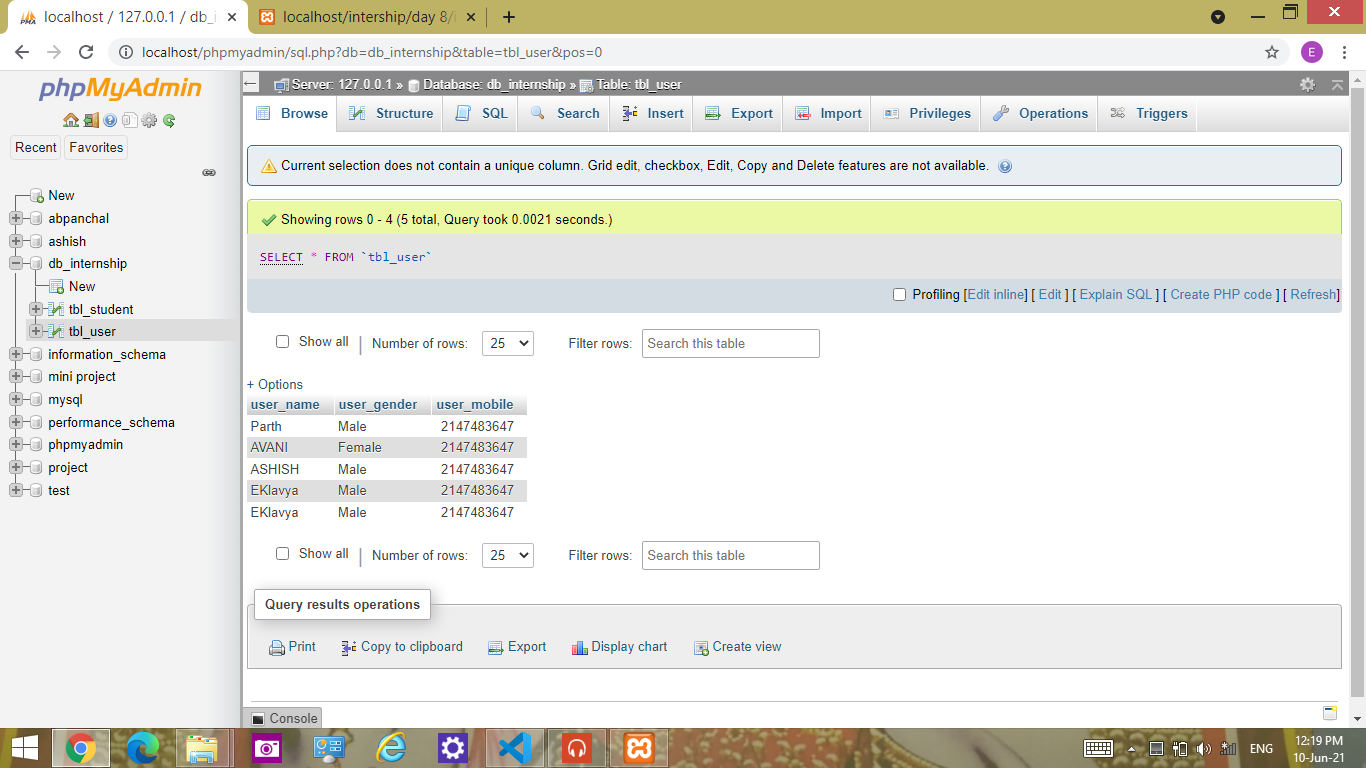 localhost / 127.0.0.1 / db_i
localhost/intership/day 8/i
localhost/phpmyadmin/sql.php?db=db_internship&table=tbl_user&pos=0
E
phpMyAdmin
Recent Favorites
New
abpanchal
ashish
db_internship
New
tbl_student
tbl_user
information_schema
mini project
mysql
performance_schema
phpmyadmin
project
test
Server: 127.0.0.1 » Database: db_internship » Table: tbl_user
Browse Structure SQL Search Insert Export Import Privileges Operations Triggers
Current selection does not contain a unique column. Grid edit, checkbox, Edit, Copy and Delete features are not available.
Showing rows 0 - 4 (5 total, Query took 0.0021 seconds.)
SELECT * FROM `tbl_user`
Profiling [Edit inline] [ Edit ] [ Explain SQL ] [ Create PHP code ] [ Refresh]
Show all | Number of rows: 25 Filter rows: Search this table
+ Options
user_name user_gender user_mobile
Parth Male 2147483647
AVANI Female 2147483647
ASHISH Male 2147483647
EKlavya Male 2147483647
EKlavya Male 2147483647
Show all | Number of rows: 25 Filter rows: Search this table
Query results operations
Print Copy to clipboard Export Display chart Create view
Console
ENG
12:19 PM
10-Jun-21